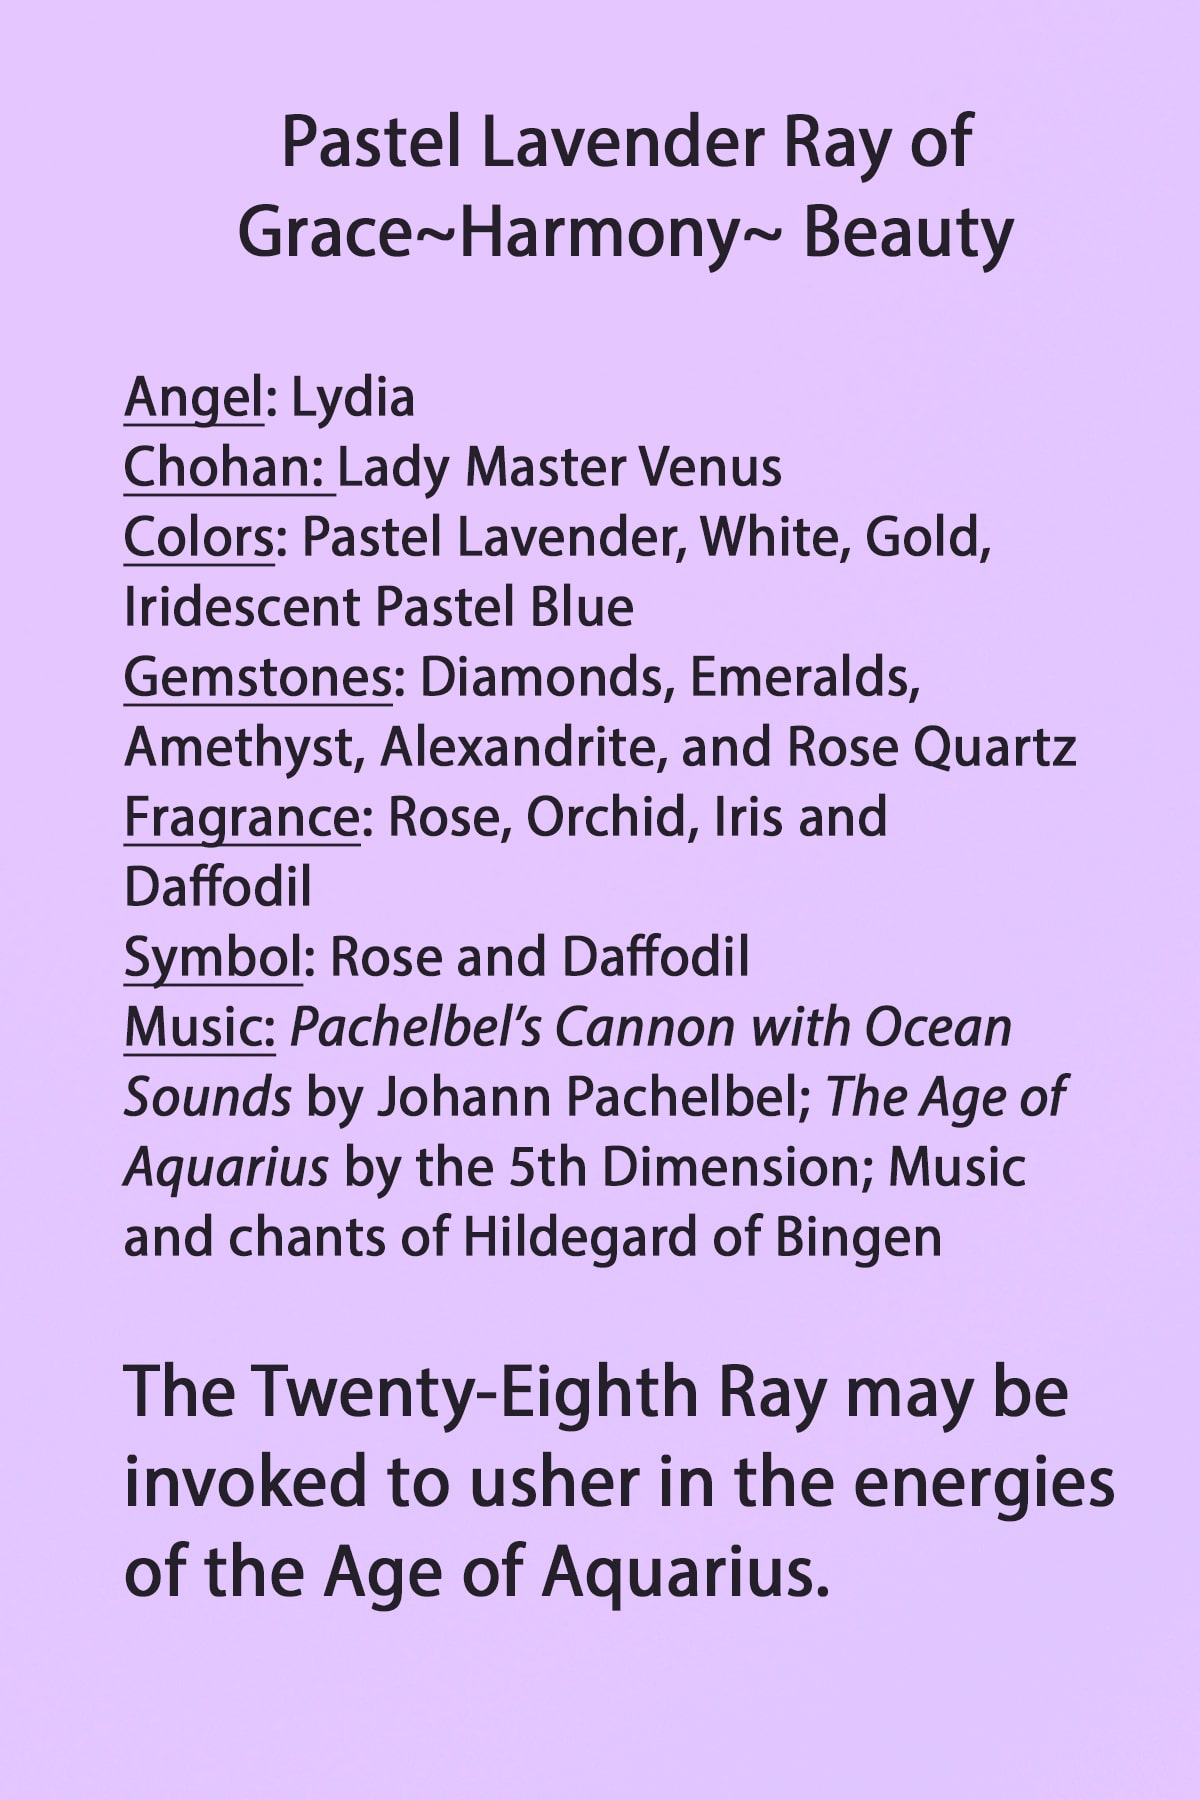 Pastel Lavender Ray of
Grace~Harmony~ Beauty
Angel: Lydia
Chohan: Lady Master Venus
Colors: Pastel Lavender, White, Gold,
Iridescent Pastel Blue
Gemstones: Diamonds, Emeralds,
Amethyst, Alexandrite, and Rose Quartz
Fragrance: Rose, Orchid, Iris and
Daffodil
Symbol: Rose and Daffodil
Music: Pachelbel’s Cannon with Ocean
Sounds by Johann Pachelbel; The Age of
Aquarius by the 5th Dimension; Music
and chants of Hildegard of Bingen
The Twenty-Eighth Ray may be
invoked to usher in the energies
of the Age of Aquarius.